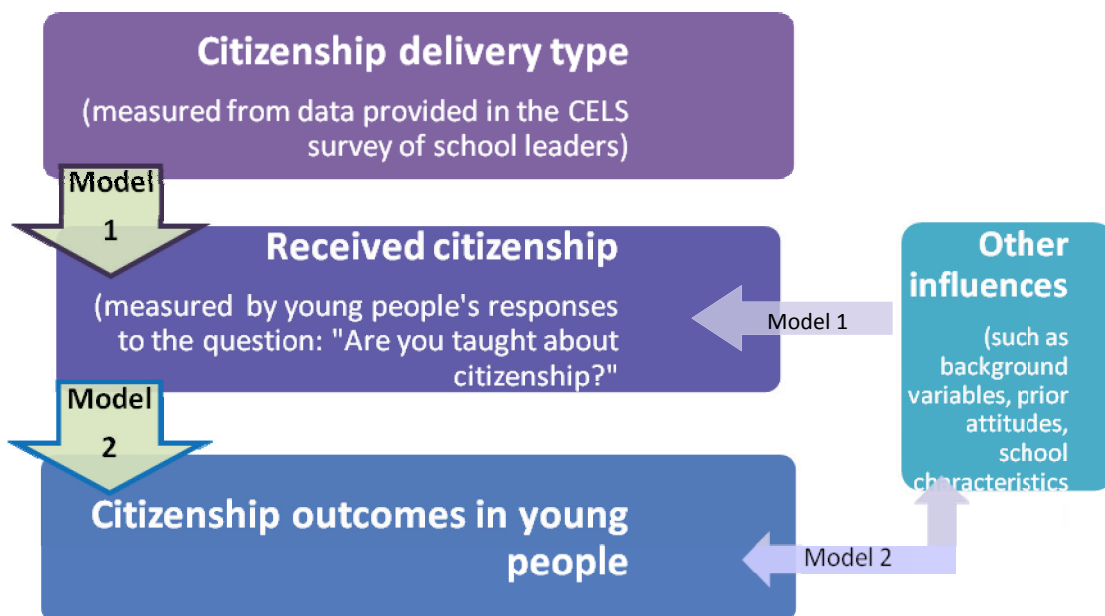 Citizenship delivery type
(measured from data provided in the CELS
survey of school leaders)
Model
1
Received citizenship
(measured by young people's responses
to the question: "Are you taught about
citizenship?"
Model 1
Other
influences
(such as
background
variables, prior
attitudes,
school
characteristics
Model
2
Citizenship outcomes in young
people
Model 2